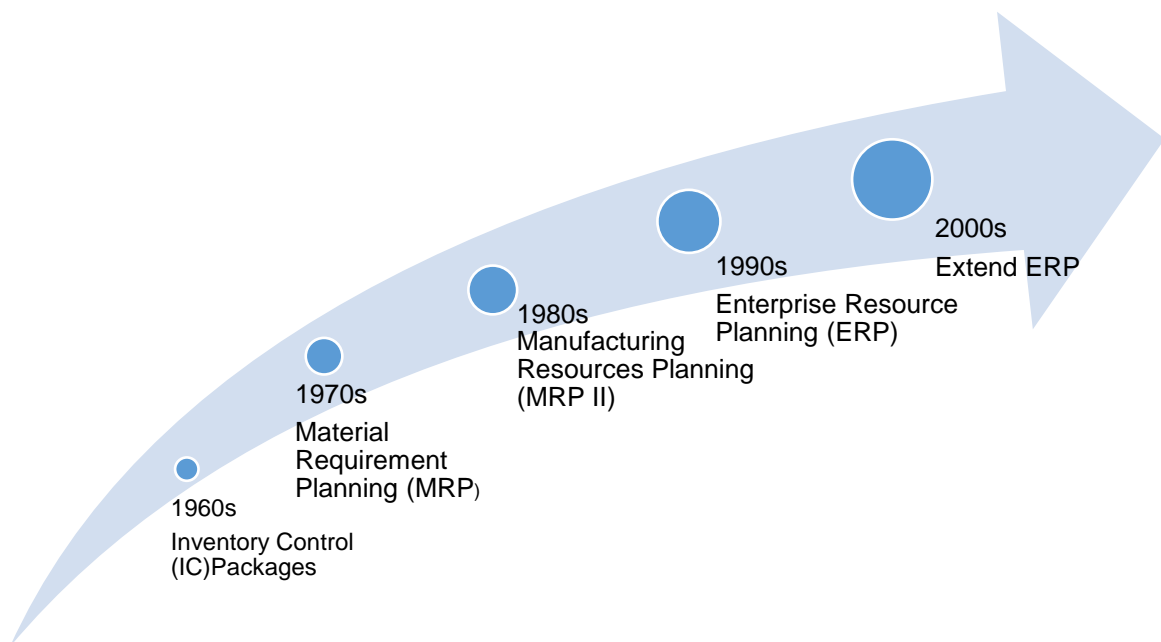 1960s
Inventory Control
(IC)Packages
1970s
Material
Requirement
Planning (MRP)
1980s
Manufacturing
Resources Planning
(MRP II)
1990s
Enterprise Resource
Planning (ERP)
2000s
Extend ERP